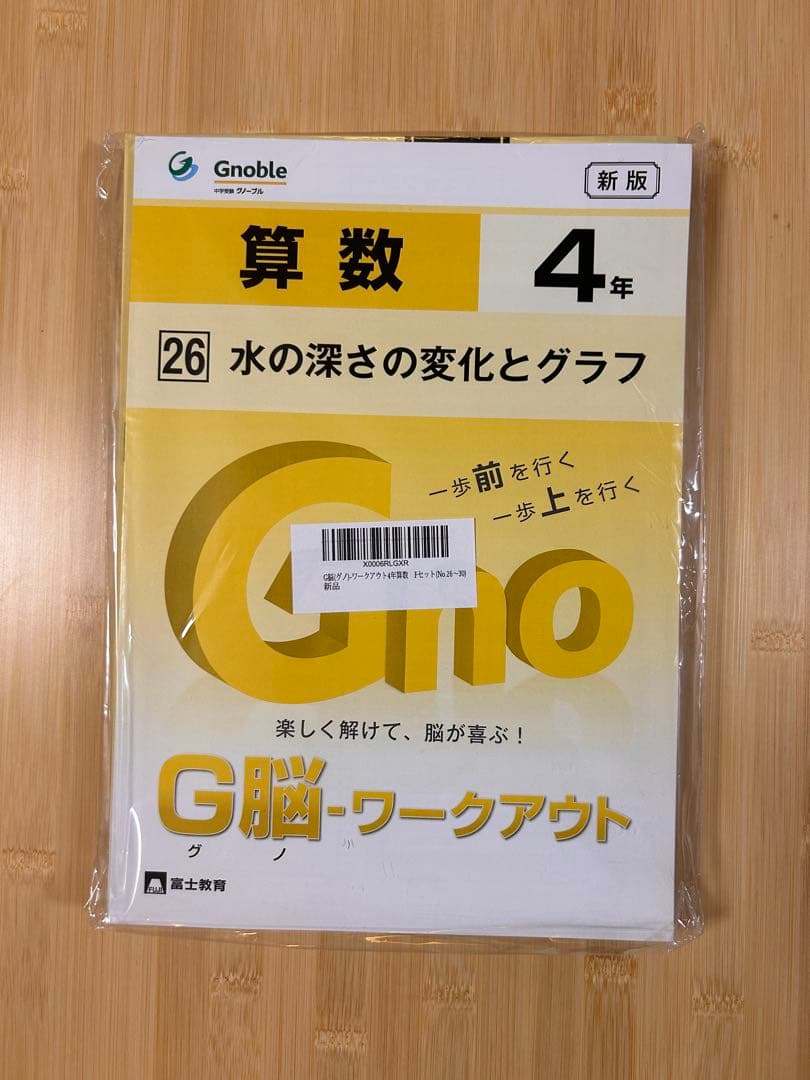 Gnoble
中学受験 グノーブル
新版
算数
4年
26 水の深さの変化とグラフ
一歩前を行く
一歩上を行く
Gno
X0006RLGXR
G脳(グノ)-ワークアウト4年算数 Fセット(No.26～30)
新品
楽しく解けて、脳が喜ぶ！
G脳-ワークアウト
グ ノ
FUJI 富士教育